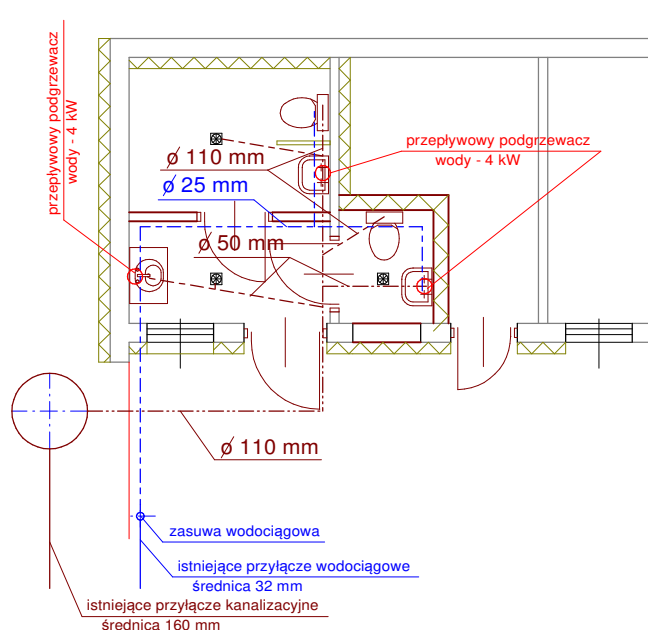 przepływowy podgrzewacz
wody - 4 kW
przepływowy podgrzewacz
wody - 4 kW
ø 110 mm
ø 25 mm
ø 50 mm
ø 110 mm
zasuwa wodociągowa
istniejące przyłącze wodociągowe
średnica 32 mm
istniejące przyłącze kanalizacyjne
średnica 160 mm